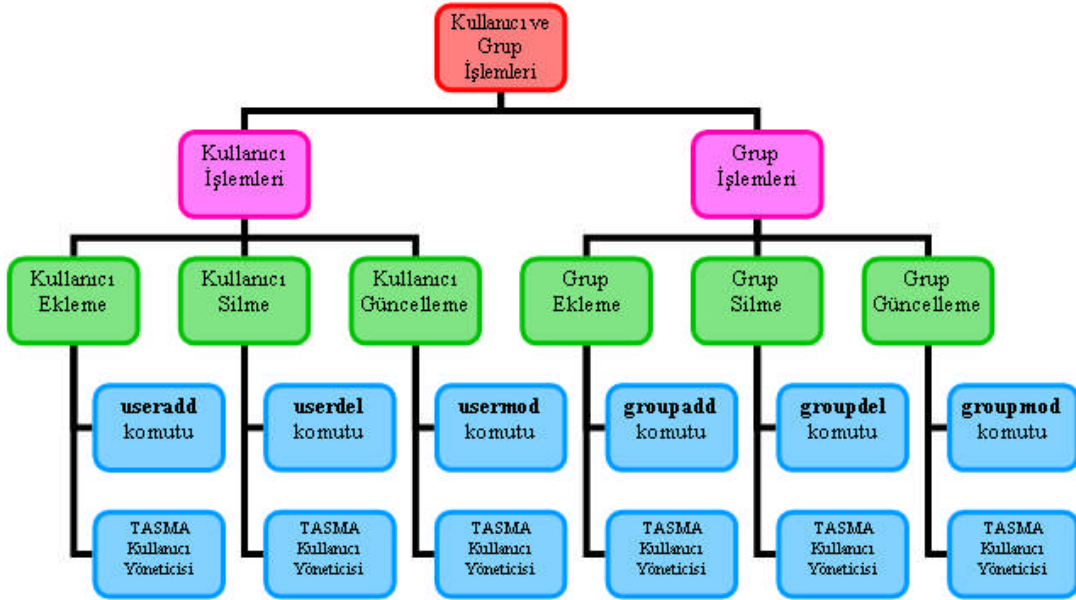 Kullanıcı ve
Grup
İşlemleri
Kullanıcı
İşlemleri
Grup
İşlemleri
Kullanıcı
Ekleme
Kullanıcı
Silme
Kullanıcı
Güncelleme
Grup
Ekleme
Grup
Silme
Grup
Güncelleme
useradd
komutu
userdel
komutu
usermod
komutu
groupadd
komutu
groupdel
komutu
groupmod
komutu
TASMA
Kullanıcı
Yöneticisi
TASMA
Kullanıcı
Yöneticisi
TASMA
Kullanıcı
Yöneticisi
TASMA
Kullanıcı
Yöneticisi
TASMA
Kullanıcı
Yöneticisi
TASMA
Kullanıcı
Yöneticisi